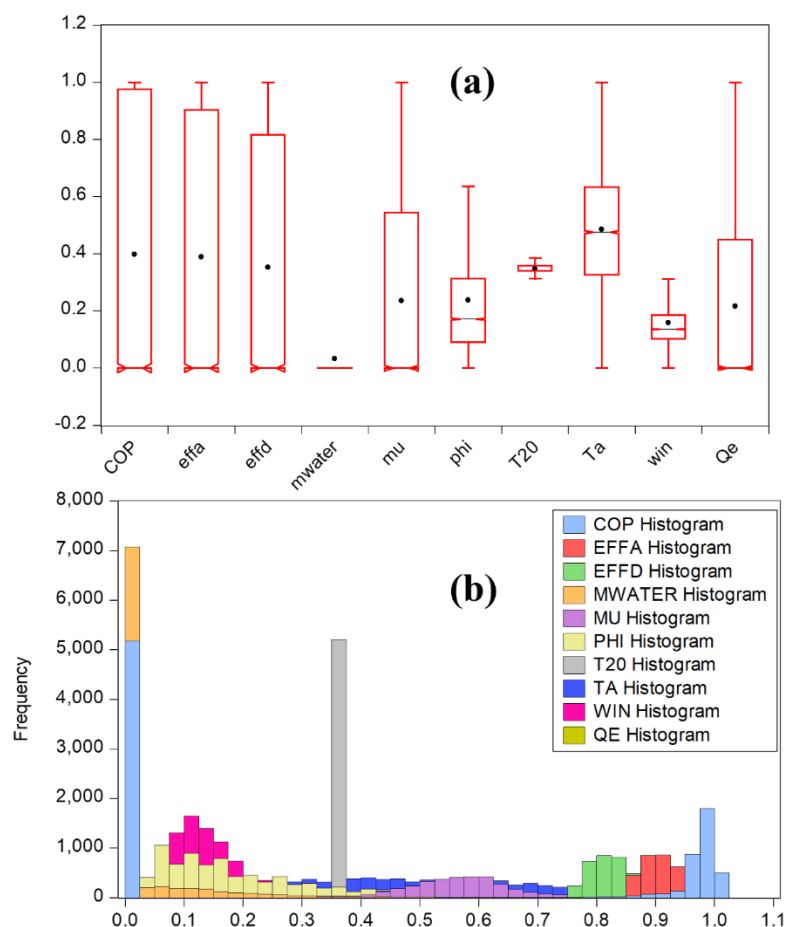 1.2
(a)
1.0
0.8
0.6
0.4
0.2
0.0
-0.2
COP effa effd mwater mu phi T20 Ta win Qe
8,000
7,000
6,000
5,000
4,000
3,000
2,000
1,000
0
Frequency
(b)
COP Histogram
EFFA Histogram
EFFD Histogram
MWATER Histogram
MU Histogram
PHI Histogram
T20 Histogram
TA Histogram
WIN Histogram
QE Histogram
0.0 0.1 0.2 0.3 0.4 0.5 0.6 0.7 0.8 0.9 1.0 1.1